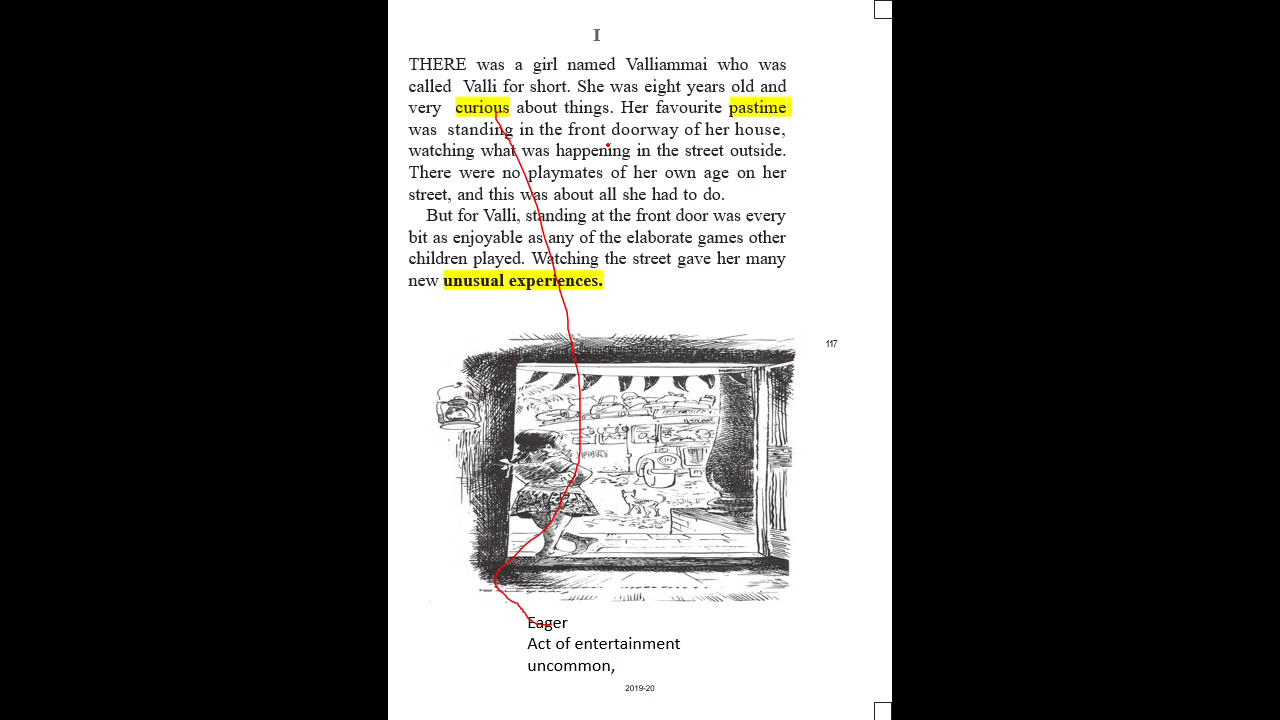 I
THERE was a girl named Valliammai who was
called Valli for short. She was eight years old and
very curious about things. Her favourite pastime
was standing in the front doorway of her house,
watching what was happening in the street outside.
There were no playmates of her own age on her
street, and this was about all she had to do.
But for Valli, standing at the front door was every
bit as enjoyable as any of the elaborate games other
children played. Watching the street gave her many
new unusual experiences.
117
Eager
Act of entertainment
uncommon,
2019-20